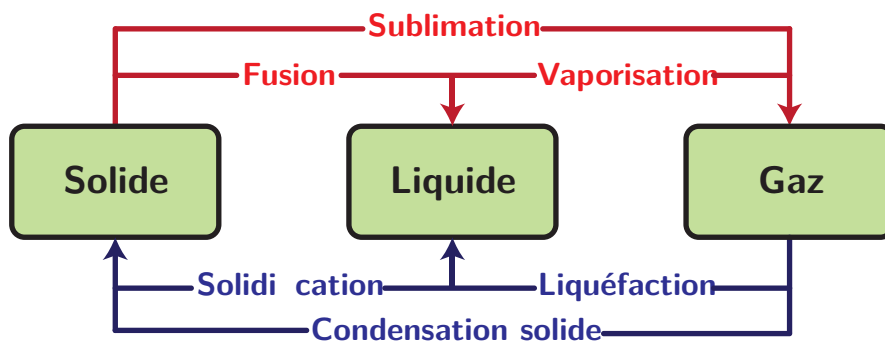 Sublimation
Fusion Vaporisation
Solide Liquide Gaz
Solidi cation Liquéfaction
Condensation solide